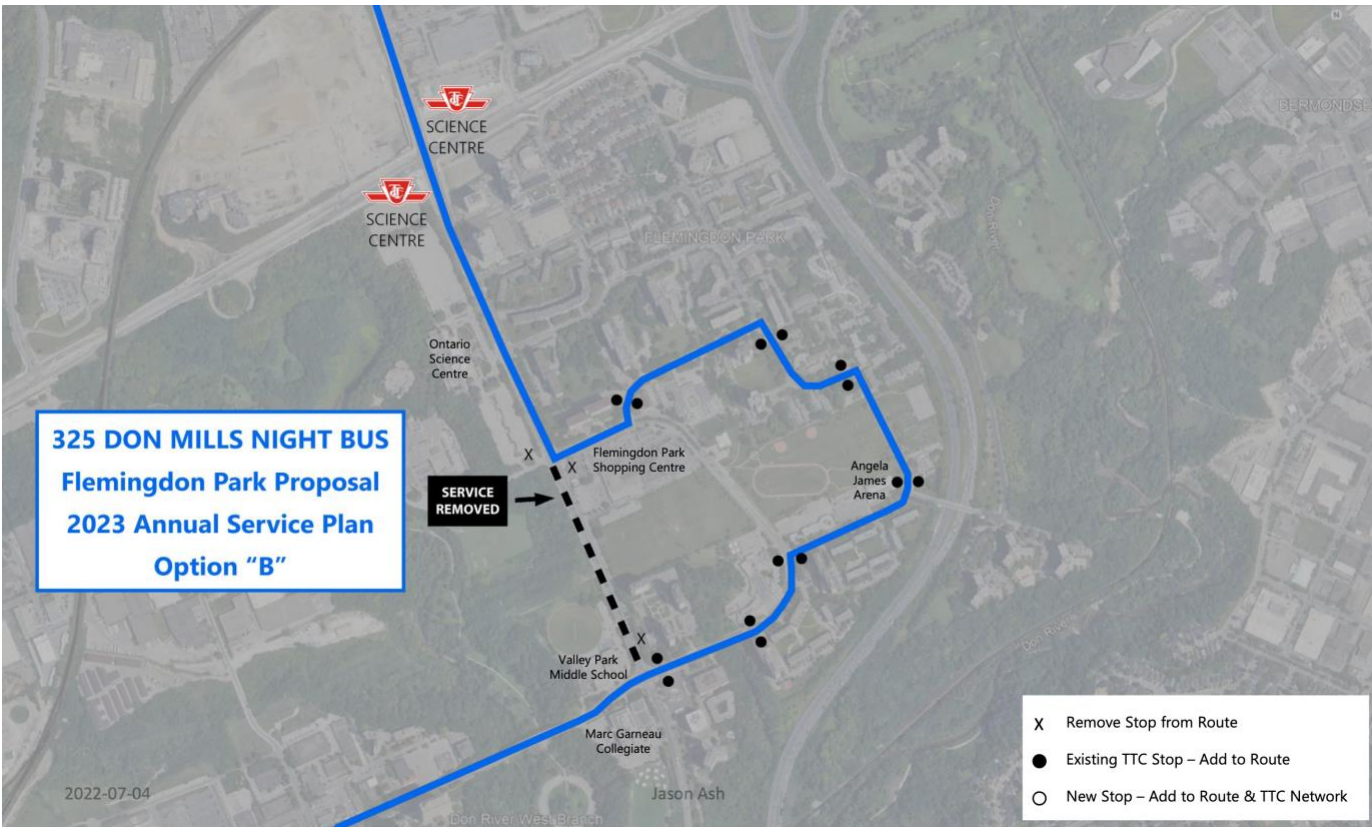 SCIENCE
CENTRE
SCIENCE
CENTRE
BERMONDSE
FLEMINGDON PARK
Ontario
Science
Centre
325 DON MILLS NIGHT BUS
Flemingdon Park Proposal
2023 Annual Service Plan
Option “B”
SERVICE
REMOVED
X
X
Flemingdon Park
Shopping Centre
Angela
James
Arena
X
Valley Park
Middle School
Marc Garneau
Collegiate
Don River
X Remove Stop from Route
Existing TTC Stop – Add to Route
New Stop – Add to Route & TTC Network
2022-07-04
Jason Ash
Don River West Branch